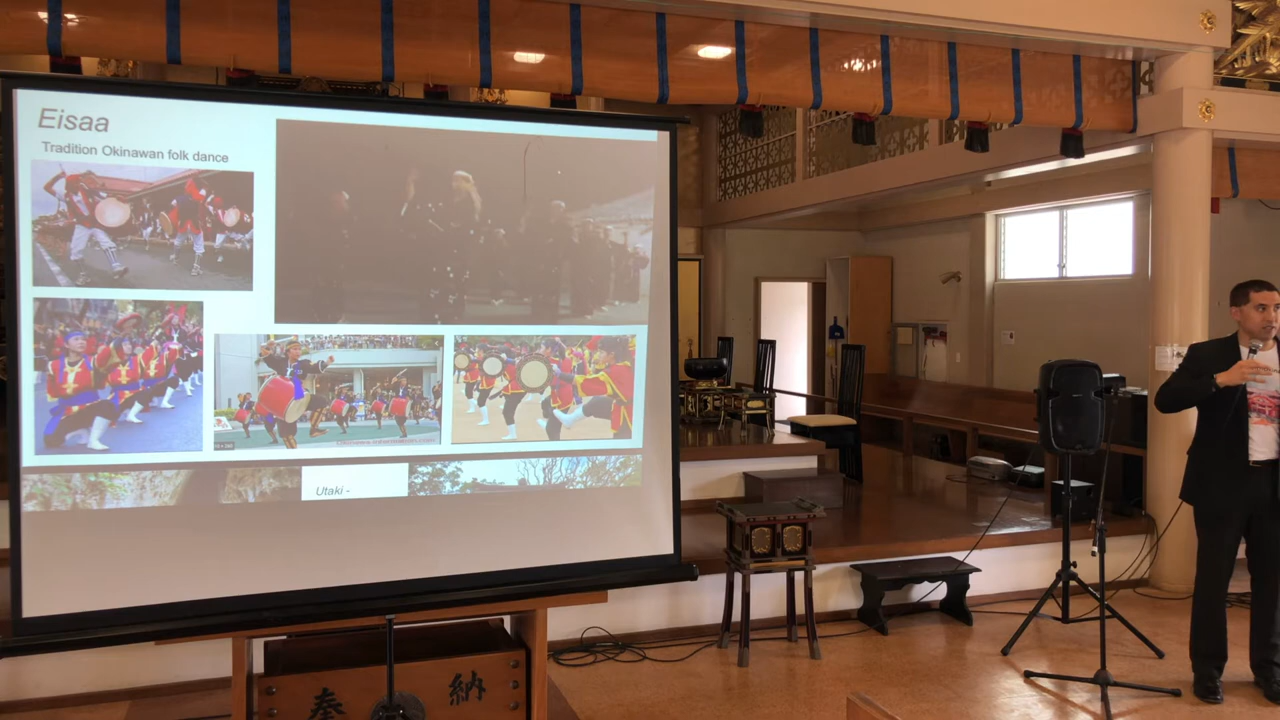 Eisaa
Tradition Okinawan folk dance
Utaki -
奉 納